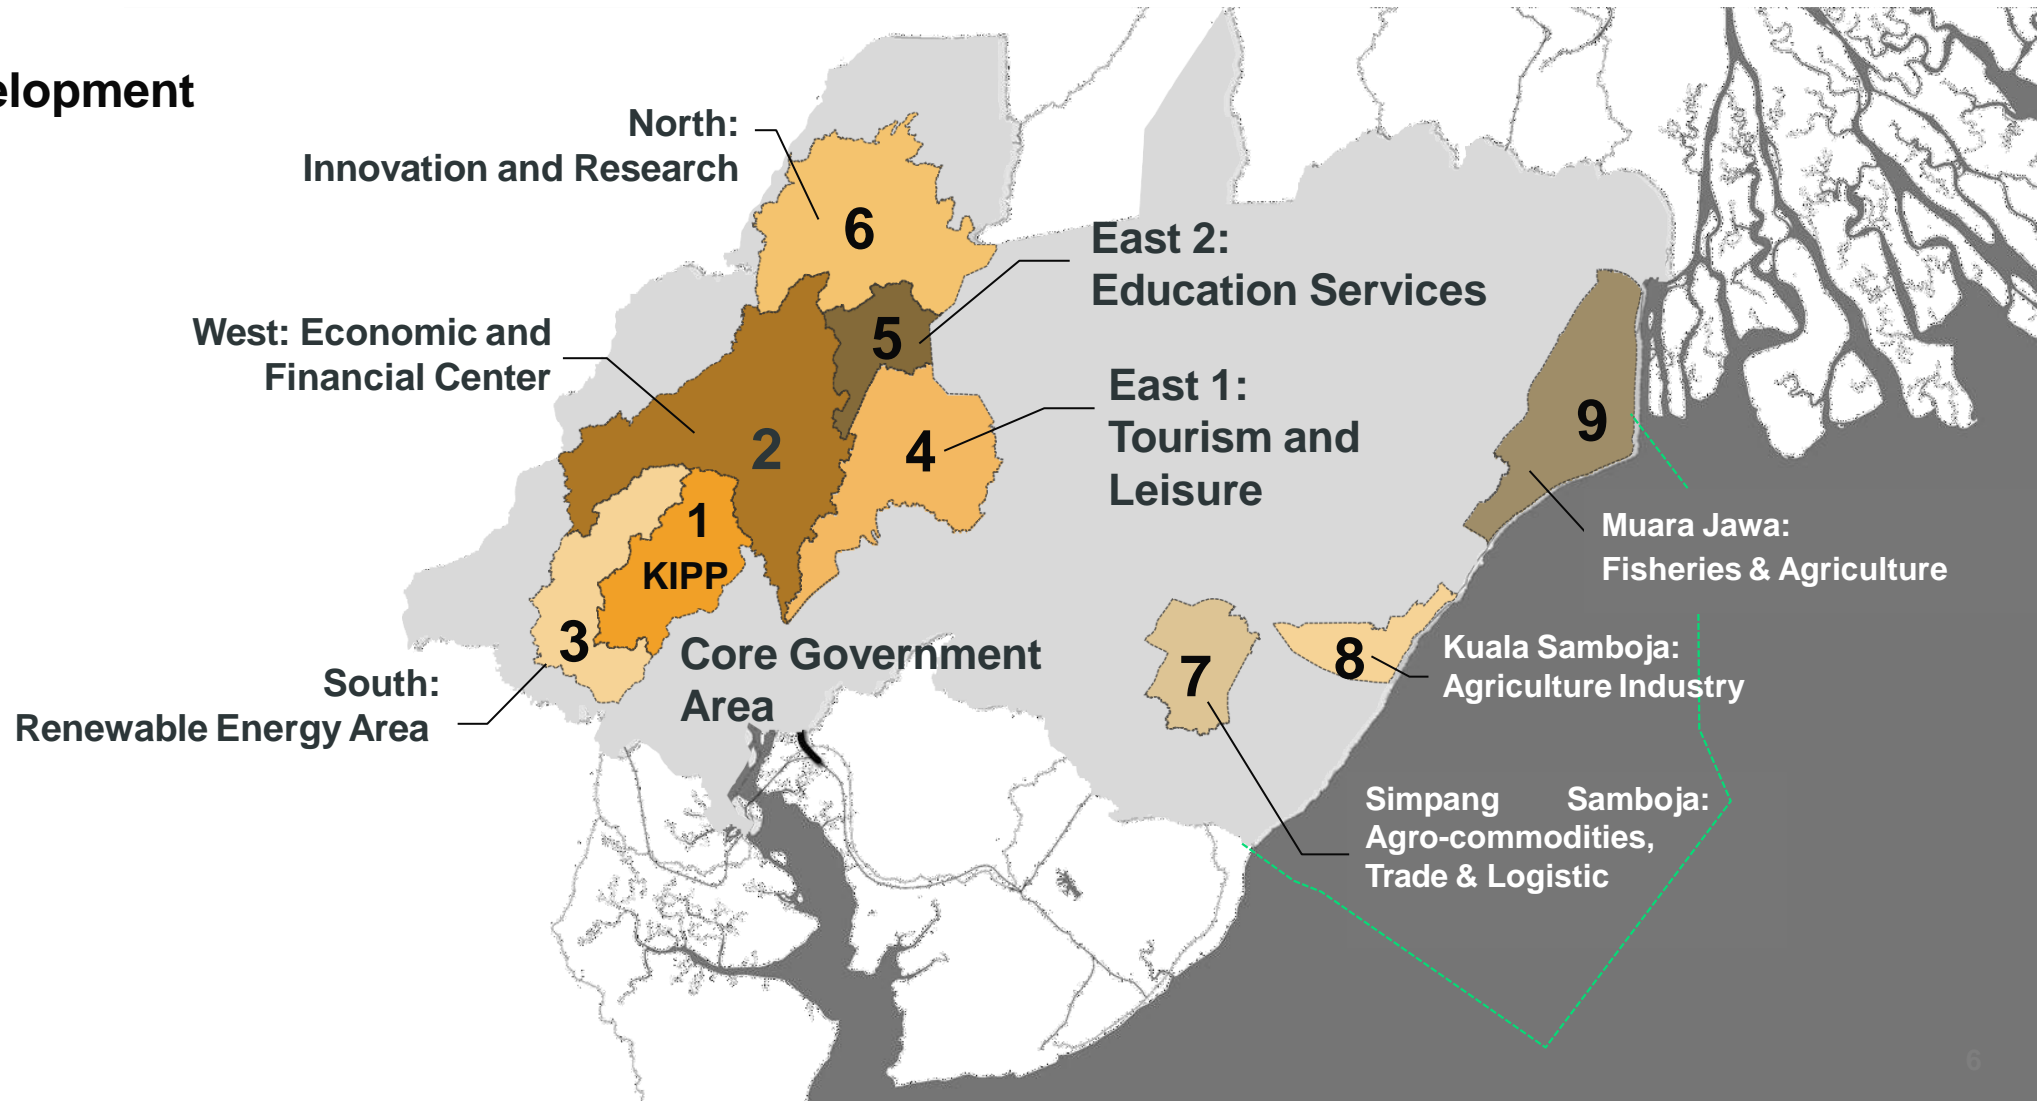 elopment
North:
Innovation and Research
6
East 2:
Education Services
West: Economic and
Financial Center
5
East 1:
Tourism and
Leisure
2
4
9
1
KIPP
Muara Jawa:
Fisheries & Agriculture
3
Core Government
Area
7
8
Kuala Samboja:
Agriculture Industry
South:
Renewable Energy Area
Simpang Samboja:
Agro-commodities,
Trade & Logistic
6